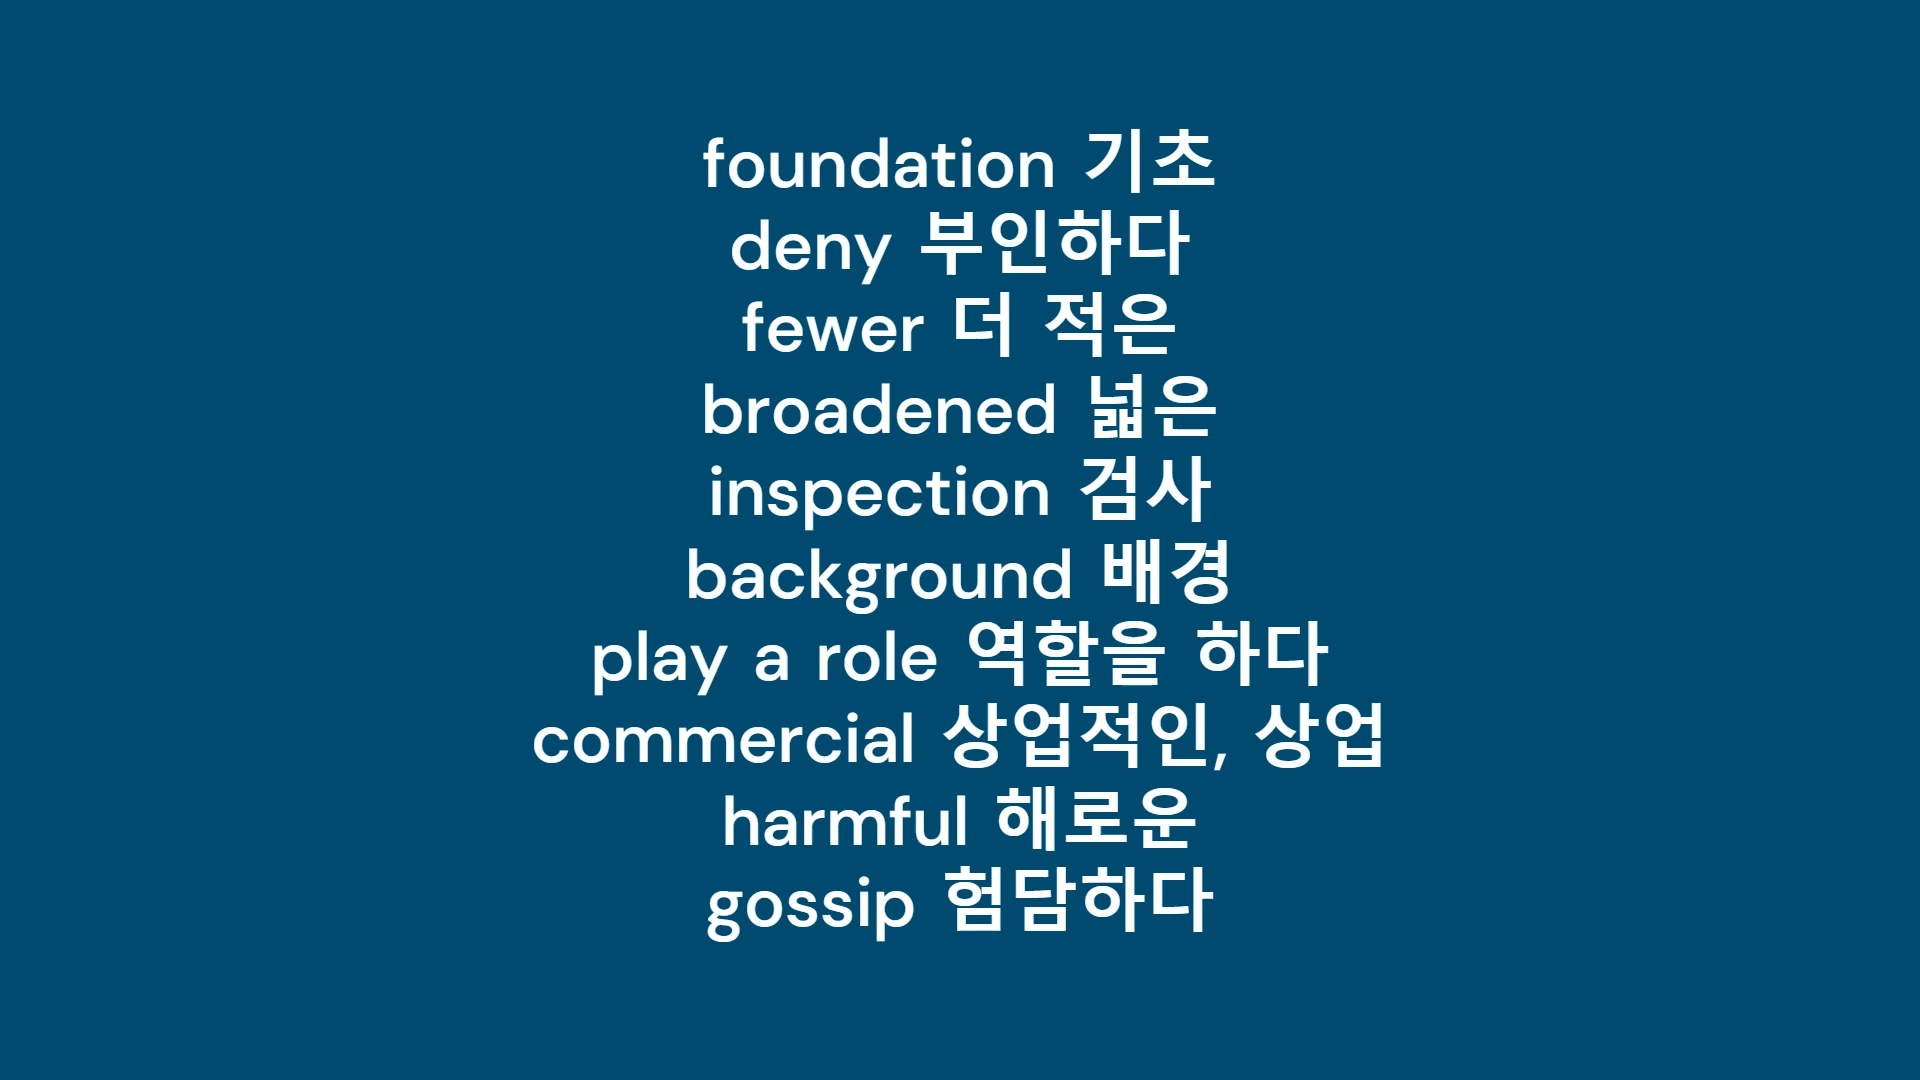 foundation 기초
deny 부인하다
fewer 더 적은
broadened 넓은
inspection 검사
background 배경
play a role 역할을 하다
commercial 상업적인, 상업
harmful 해로운
gossip 험담하다